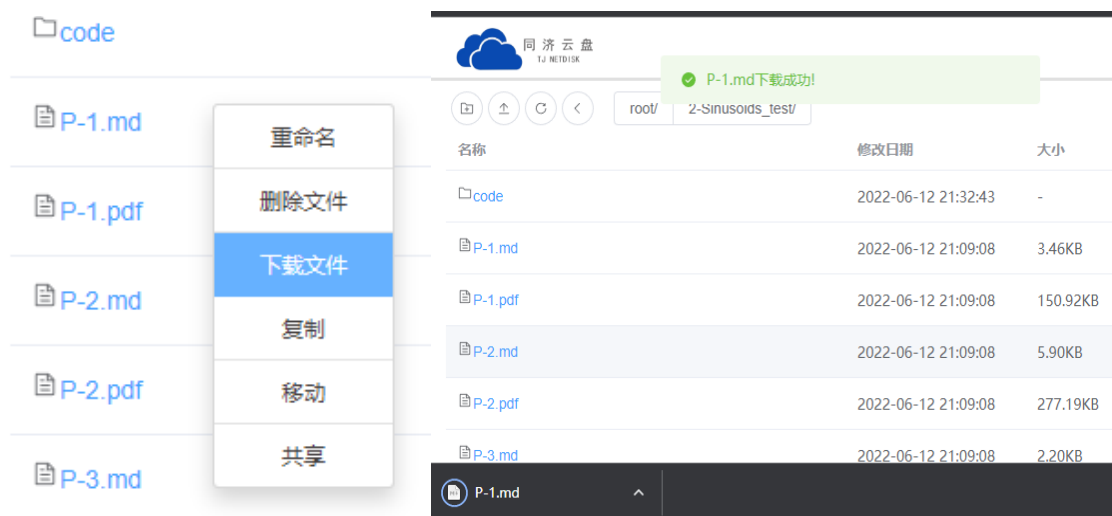 code
P-1.md
P-1.pdf
P-2.md
P-2.pdf
P-3.md
重命名
删除文件
下载文件
复制
移动
共享
同济云盘
TJ NETDISK
P-1.md下载成功!
root/ 2-Sinusoids_test/
名称 修改日期 大小
code 2022-06-12 21:32:43 -
P-1.md 2022-06-12 21:09:08 3.46KB
P-1.pdf 2022-06-12 21:09:08 150.92KB
P-2.md 2022-06-12 21:09:08 5.90KB
P-2.pdf 2022-06-12 21:09:08 277.19KB
P-3.md 2022-06-12 21:09:08 2.20KB
P-1.md